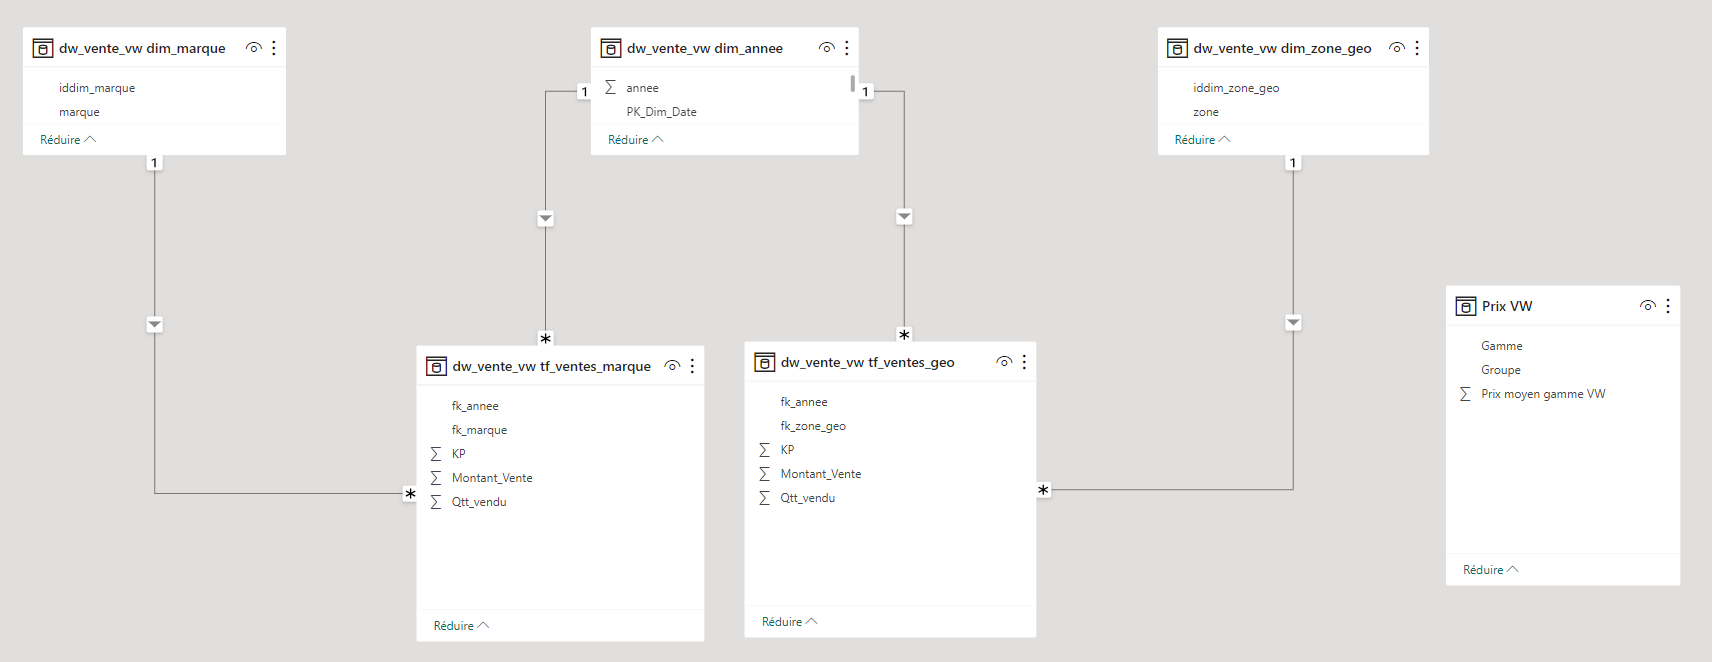 dw_vente_vw dim_marque
iddim_marque
marque
Réduire
1
dw_vente_vw dim_annee
annee
PK_Dim_Date
Réduire
1
1
dw_vente_vw dim_zone_geo
iddim_zone_geo
zone
Réduire
1
dw_vente_vw tf_ventes_marque
fk_annee
fk_marque
∑ KP
∑ Montant_Vente
∑ Qtt_vendu
Réduire
*
*
dw_vente_vw tf_ventes_geo
fk_annee
fk_zone_geo
∑ KP
∑ Montant_Vente
∑ Qtt_vendu
Réduire
*
*
Prix VW
Gamme
Groupe
∑ Prix moyen gamme VW
Réduire